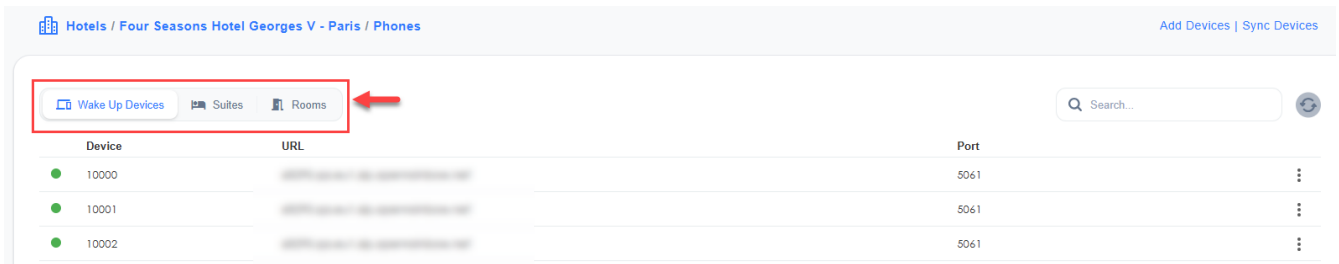 Hotels / Four Seasons Hotel Georges V - Paris / Phones Add Devices | Sync Devices
Wake Up Devices Suites Rooms Search...
Device URL Port
10000 5061
10001 5061
10002 5061